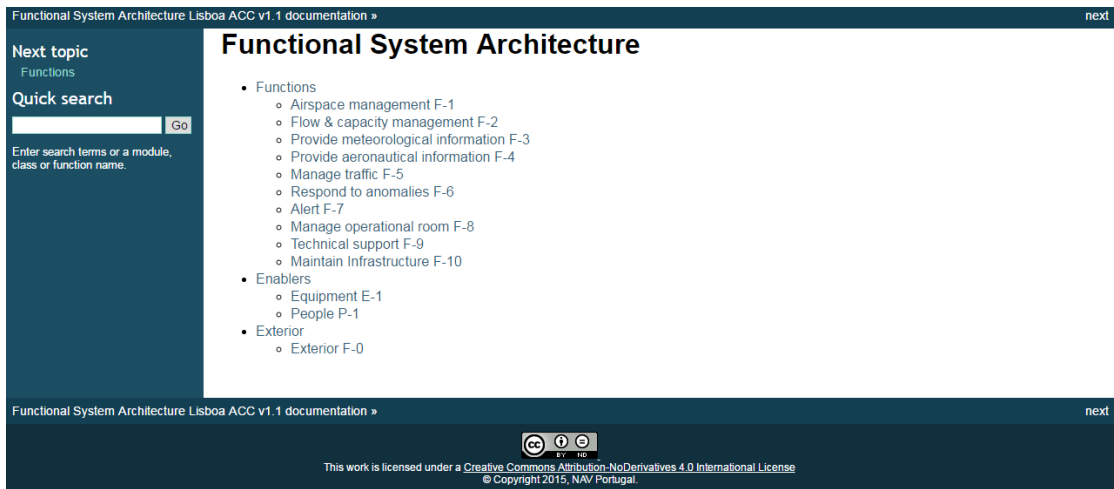 Functional System Architecture Lisboa ACC v1.1 documentation » next
Next topic
Functions
Quick search
Go
Enter search terms or a module,
class or function name.
Functional System Architecture
• Functions
◦ Airspace management F-1
◦ Flow & capacity management F-2
◦ Provide meteorological information F-3
◦ Provide aeronautical information F-4
◦ Manage traffic F-5
◦ Respond to anomalies F-6
◦ Alert F-7
◦ Manage operational room F-8
◦ Technical support F-9
◦ Maintain Infrastructure F-10
• Enablers
◦ Equipment E-1
◦ People P-1
• Exterior
◦ Exterior F-0
Functional System Architecture Lisboa ACC v1.1 documentation » next
cc BY ND
This work is licensed under a Creative Commons Attribution-NoDerivatives 4.0 International License
© Copyright 2015, NAV Portugal.